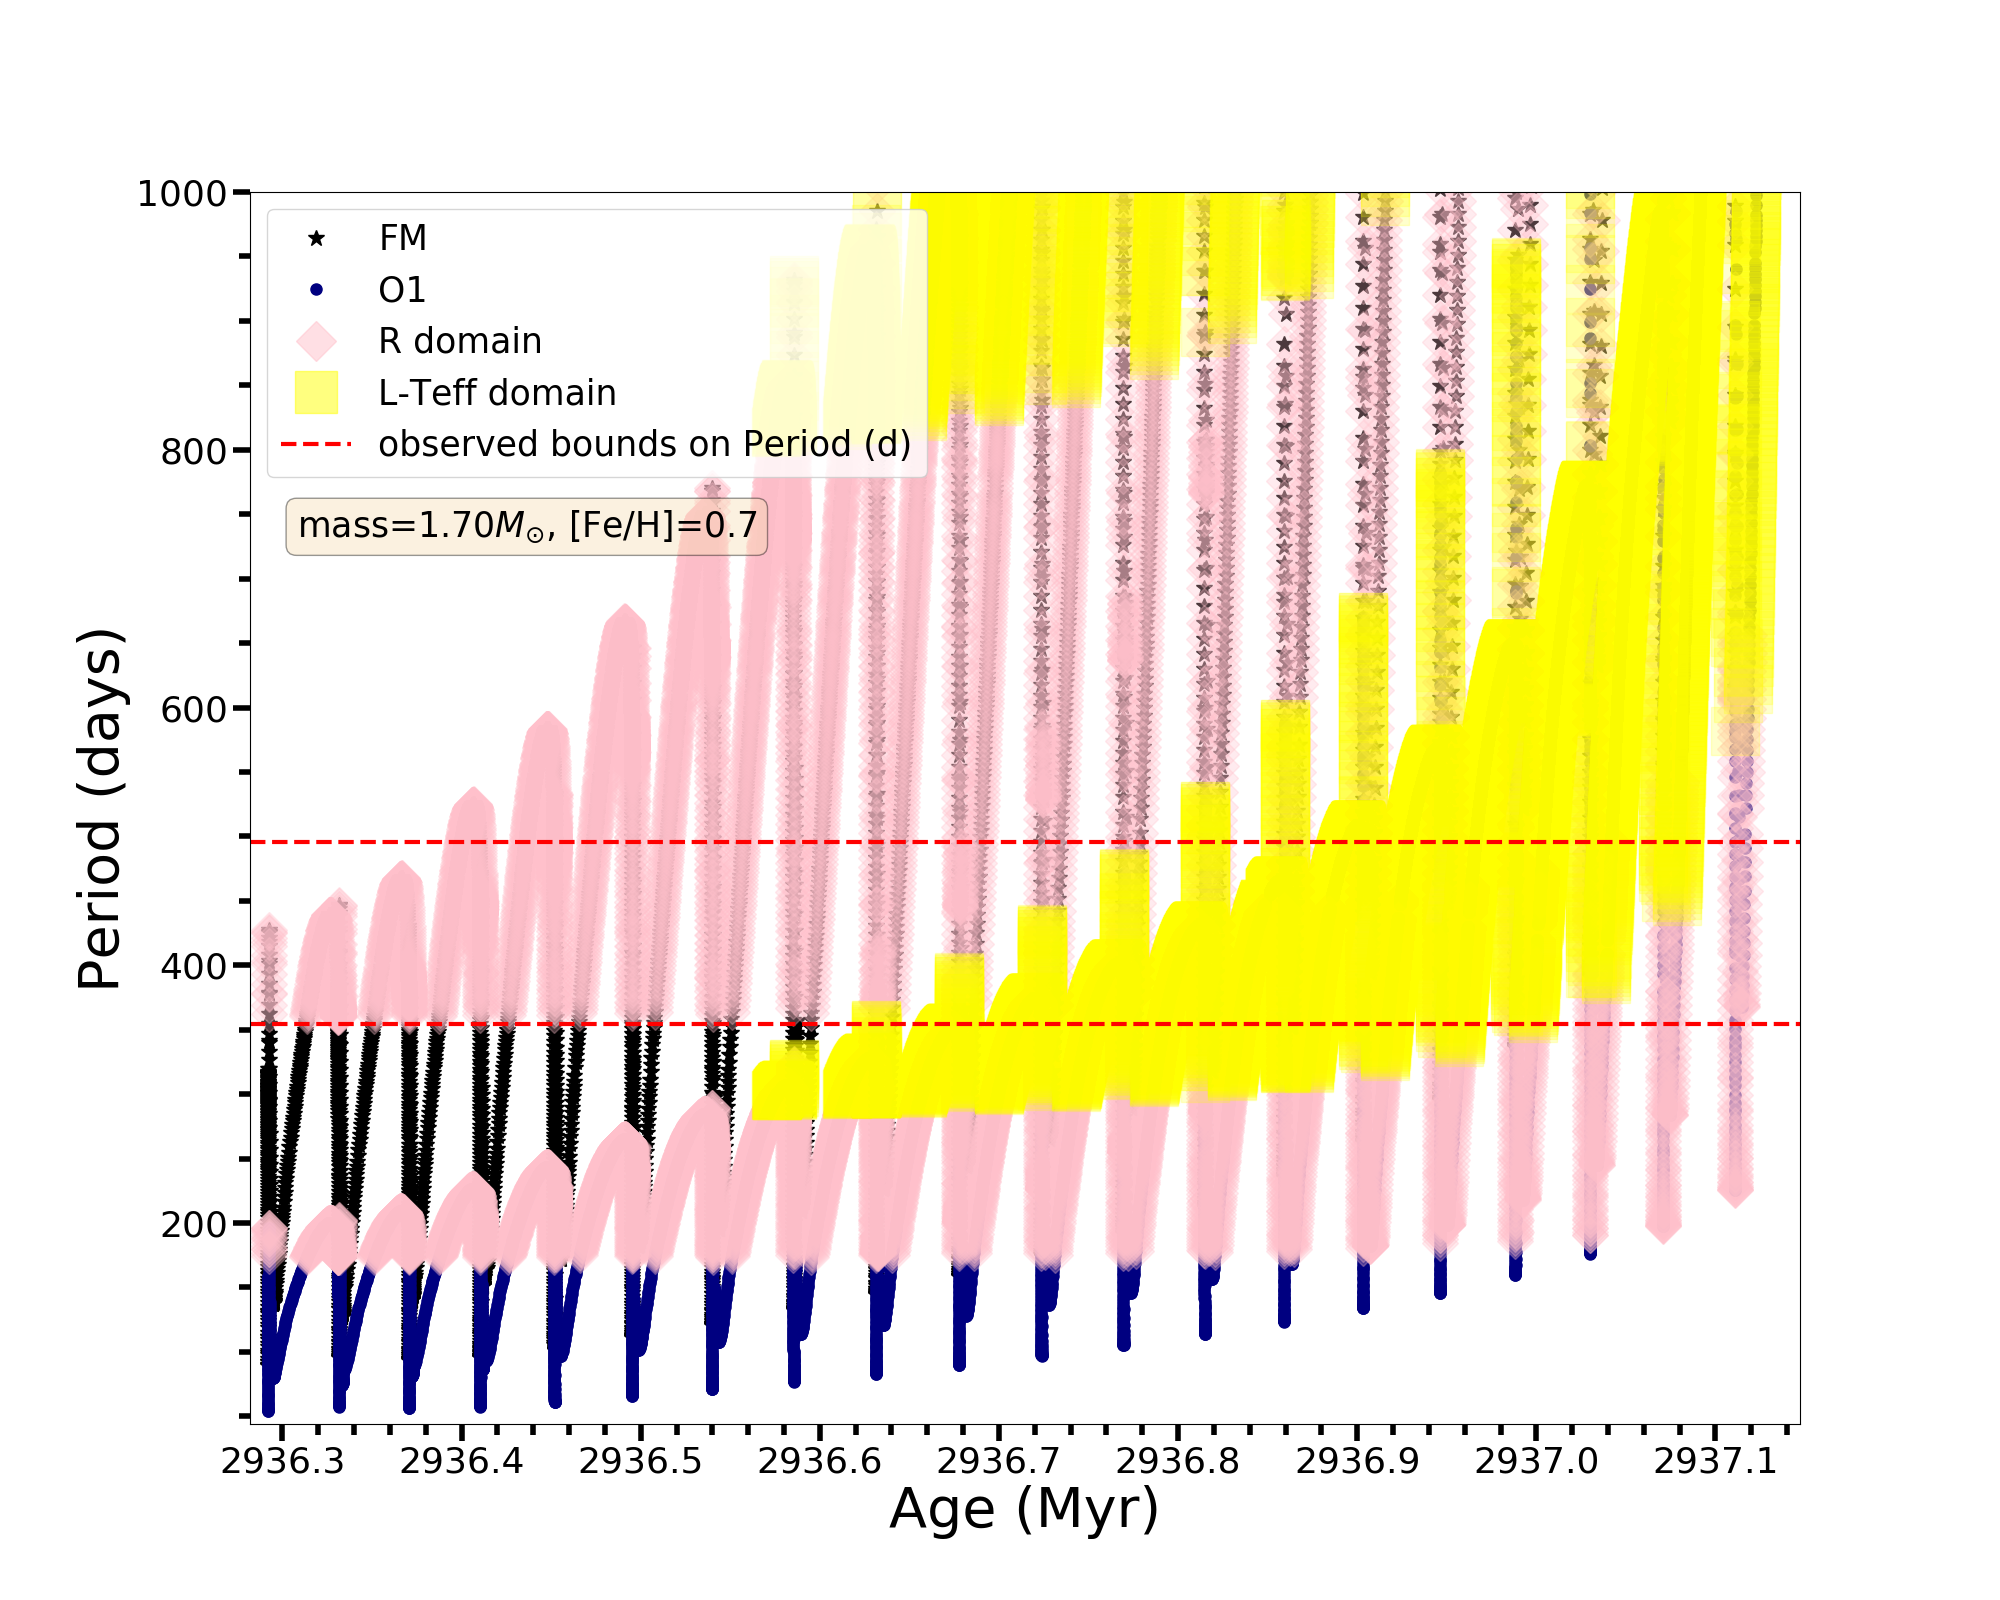 1000
800
600
400
200
Period (days)
FM
O1
R domain
L-Teff domain
observed bounds on Period (d)
mass=1.70M⊙, [Fe/H]=0.7
2936.3 2936.4 2936.5 2936.6 2936.7 2936.8 2936.9 2937.0 2937.1
Age (Myr)